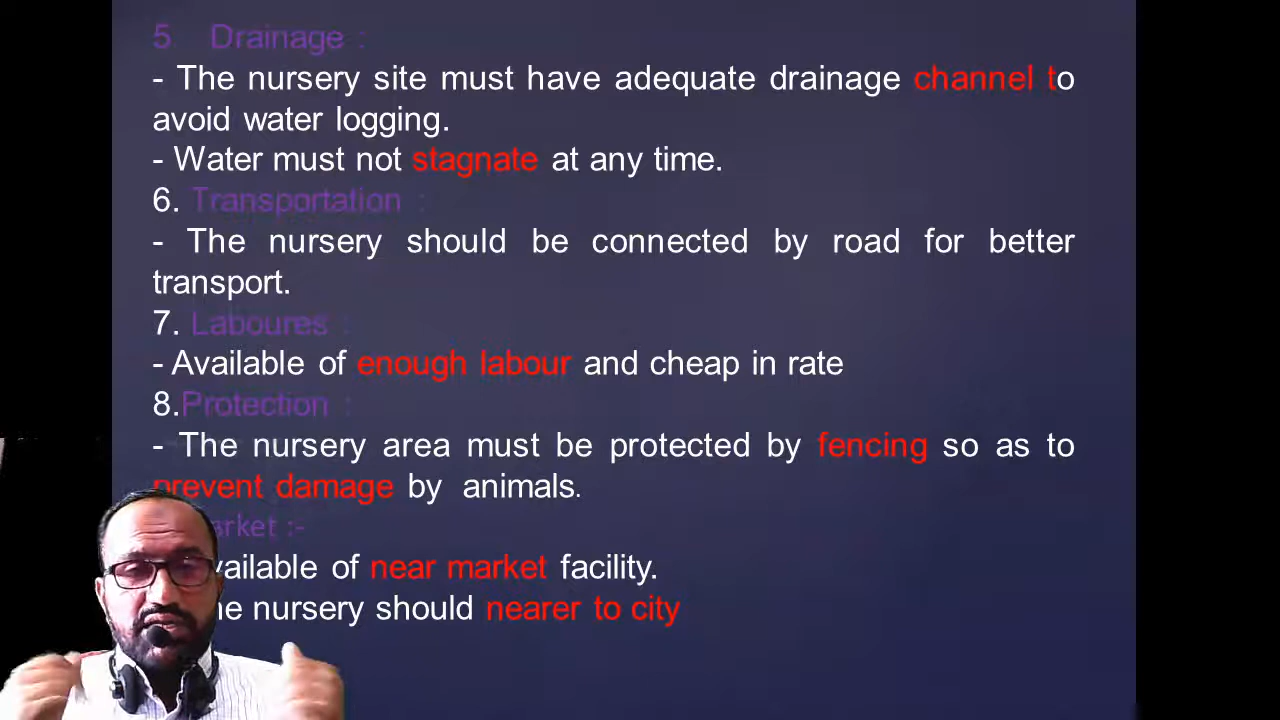 5 Drainage :
- The nursery site must have adequate drainage channel to
avoid water logging.
- Water must not stagnate at any time.
6. Transportation :
- The nursery should be connected by road for better
transport.
7. Laboures :
- Available of enough labour and cheap in rate
8.Protection :
- The nursery area must be protected by fencing so as to
prevent damage by animals.
:-
of near market facility.
nursery should nearer to city